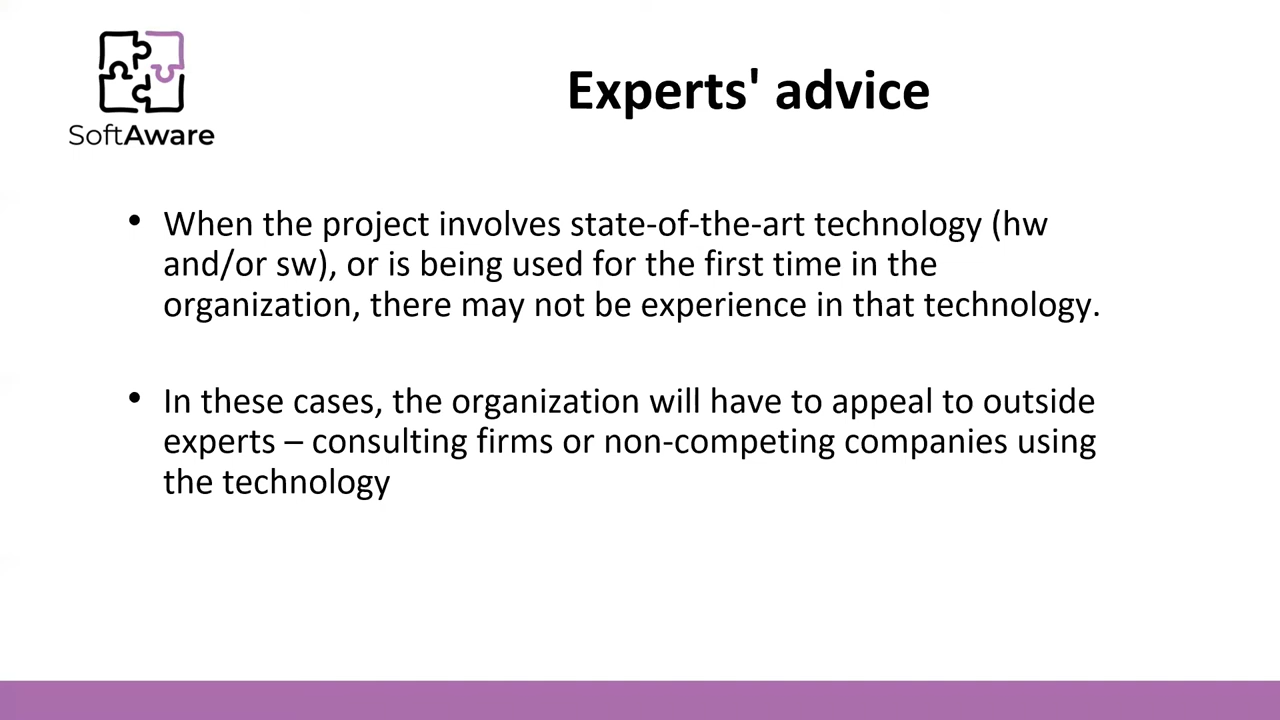 SoftAware
Experts' advice
• When the project involves state-of-the-art technology (hw
and/or sw), or is being used for the first time in the
organization, there may not be experience in that technology.
• In these cases, the organization will have to appeal to outside
experts – consulting firms or non-competing companies using
the technology